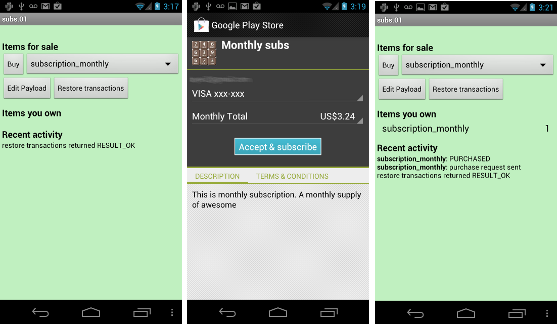 3:17
subs.01
Items for sale
Buy
subscription_monthly
Edit Payload
Restore transactions
Items you own
Recent activity
restore transactions returned RESULT_OK
3:19
Google Play Store
Monthly subs
VISA xxx-xxx
Monthly Total US$3.24
Accept & subscribe
DESCRIPTION TERMS & CONDITIONS
This is monthly subscription. A monthly supply
of awesome
3:21
subs.01
Items for sale
Buy
subscription_monthly
Edit Payload
Restore transactions
Items you own
subscription_monthly 1
Recent activity
subscription_monthly: PURCHASED
subscription_monthly: purchase request sent
restore transactions returned RESULT_OK